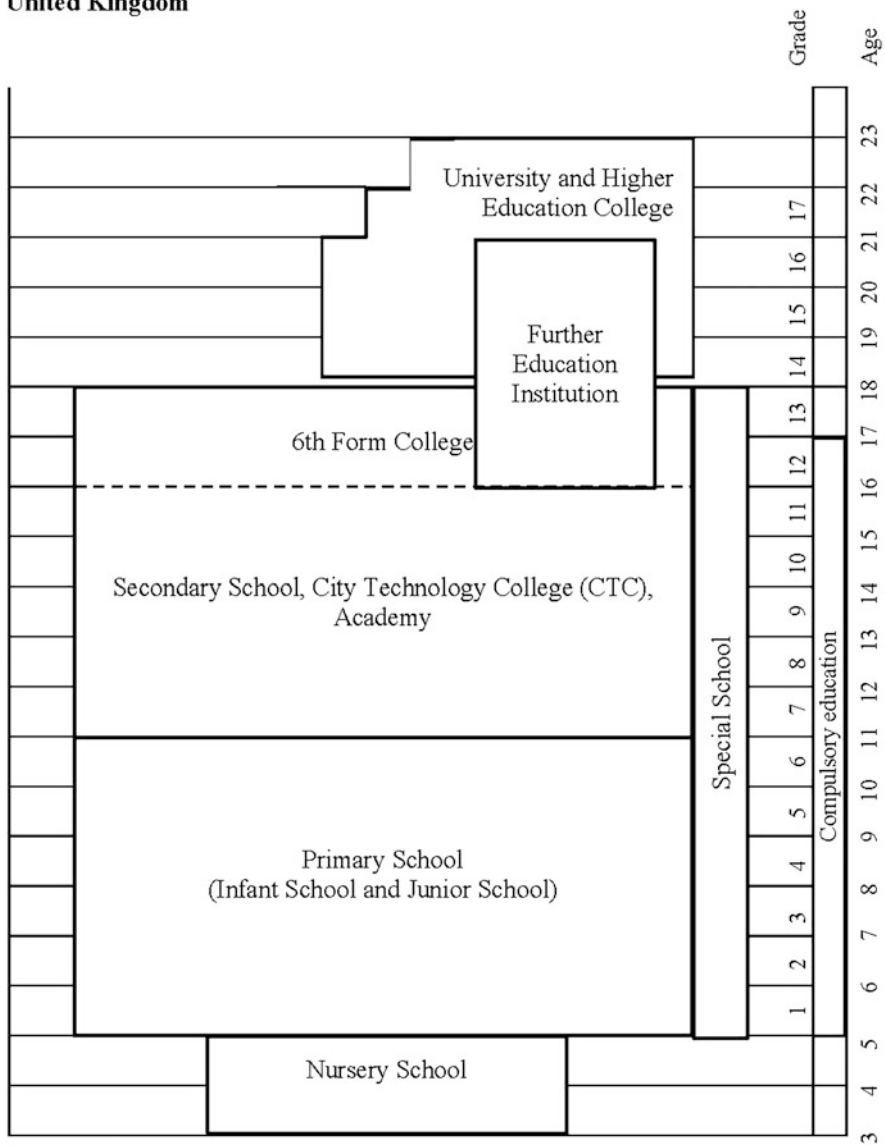 United Kingdom
Grade
Age
23
University and Higher
Education College
22
17
21
16
20
Further
Education
Institution
15
19
14
18
13
6th Form College
17
12
16
11
15
10
Secondary School, City Technology College (CTC),
Academy
14
9
13
8
12
7
Special School
Compulsory education
11
6
10
5
9
Primary School
(Infant School and Junior School)
4
8
3
7
2
6
1
5
Nursery School
4
3